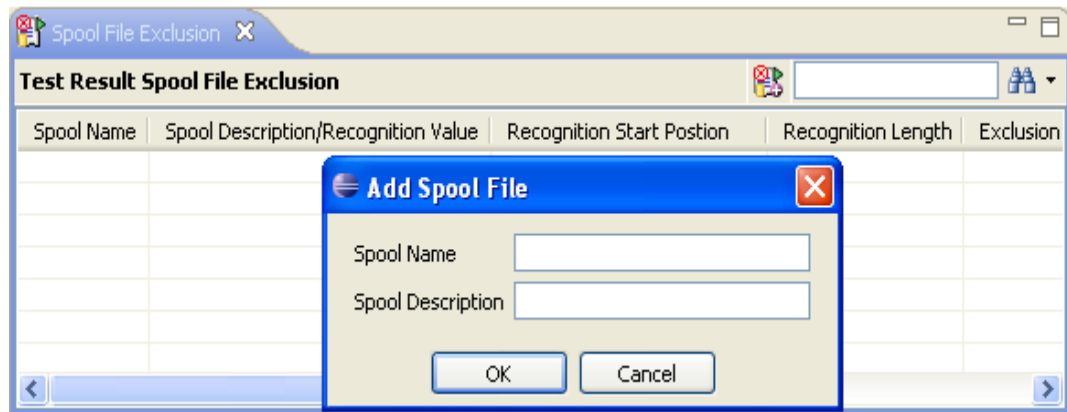 Spool File Exclusion
Test Result Spool File Exclusion
Spool Name Spool Description/Recognition Value Recognition Start Postion Recognition Length Exclusion
Add Spool File
Spool Name
Spool Description
OK Cancel